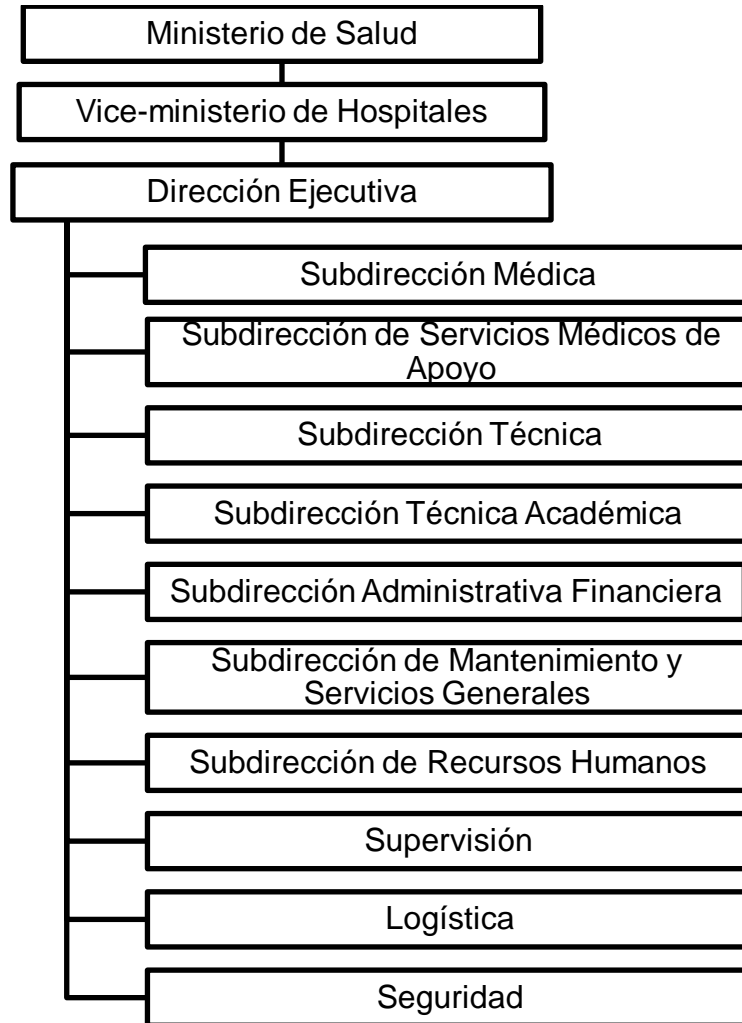 Ministerio de Salud
Vice-ministerio de Hospitales
Dirección Ejecutiva
Subdirección Médica
Subdirección de Servicios Médicos de
Apoyo
Subdirección Técnica
Subdirección Técnica Académica
Subdirección Administrativa Financiera
Subdirección de Mantenimiento y
Servicios Generales
Subdirección de Recursos Humanos
Supervisión
Logística
Seguridad